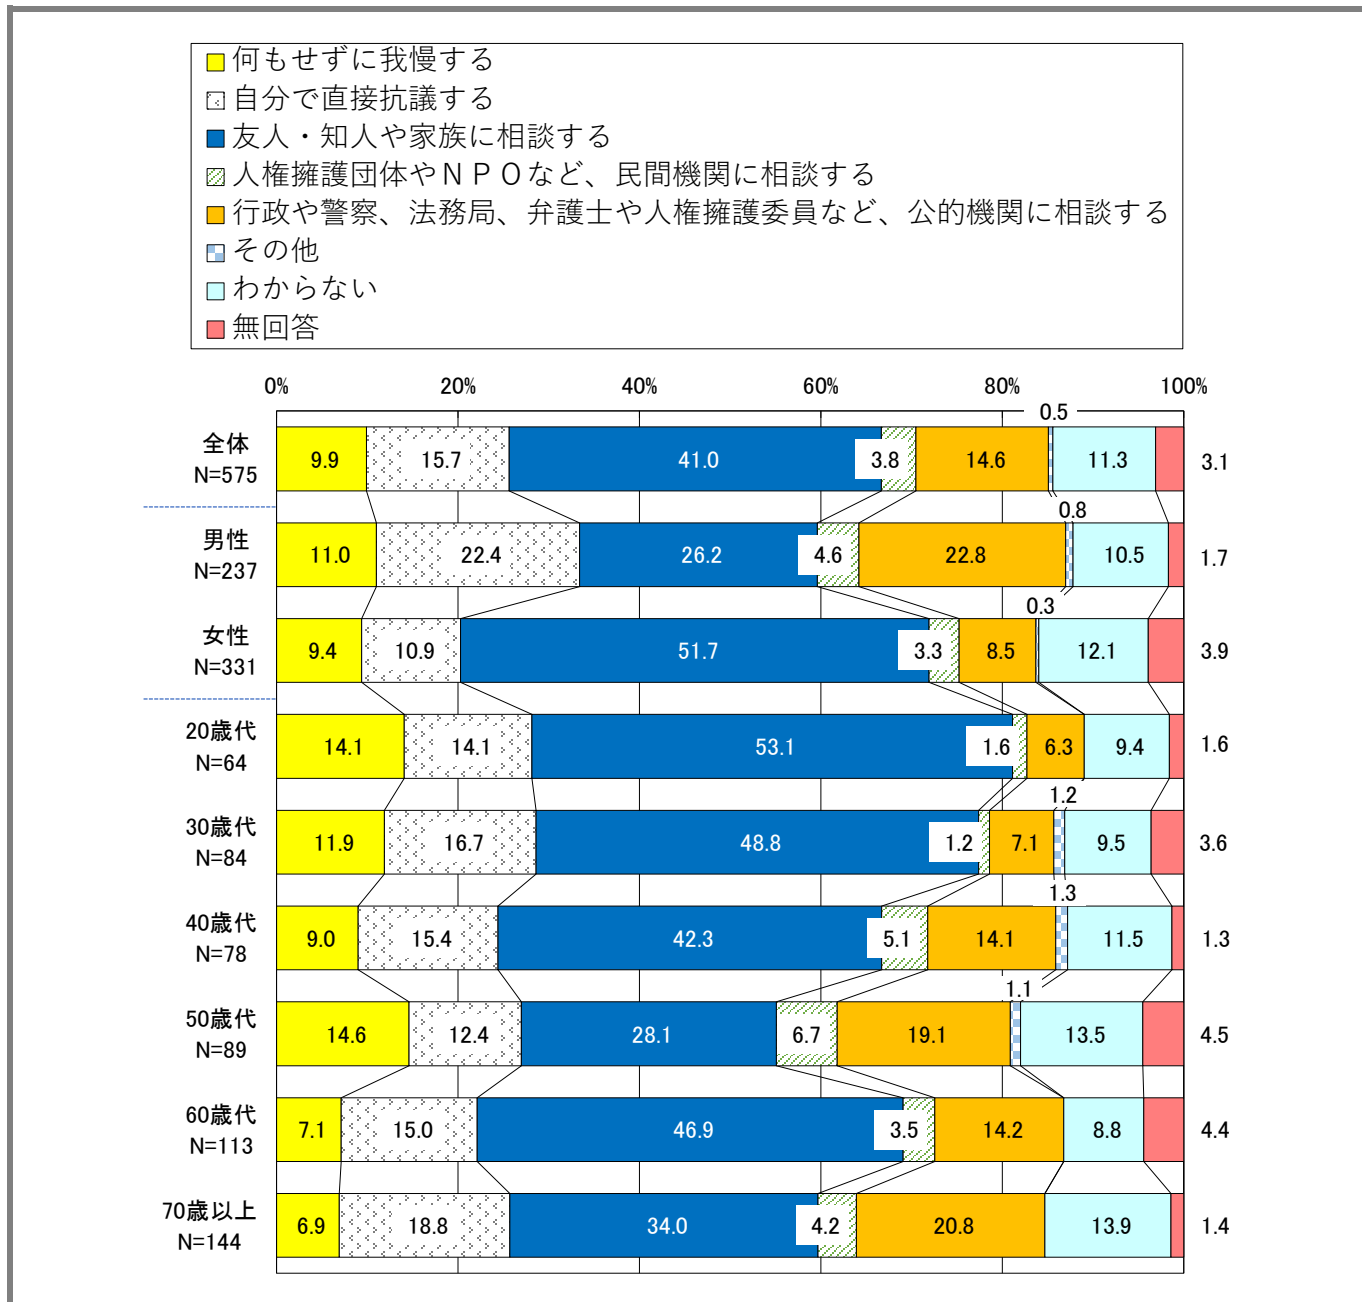 何もせずに我慢する
自分で直接抗議する
友人・知人や家族に相談する
人権擁護団体やＮＰＯなど、民間機関に相談する
行政や警察、法務局、弁護士や人権擁護委員など、公的機関に相談する
その他
わからない
無回答
0% 20% 40% 60% 80% 100%
0.5
全体
N=575
9.9 15.7 41.0 3.8 14.6 11.3 3.1
0.8
男性
N=237
11.0 22.4 26.2 4.6 22.8 10.5 1.7
0.3
女性
N=331
9.4 10.9 51.7 3.3 8.5 12.1 3.9
20歳代
N=64
14.1 14.1 53.1 1.6 6.3 9.4 1.6
1.2
30歳代
N=84
11.9 16.7 48.8 1.2 7.1 9.5 3.6
1.3
40歳代
N=78
9.0 15.4 42.3 5.1 14.1 11.5 1.3
1.1
50歳代
N=89
14.6 12.4 28.1 6.7 19.1 13.5 4.5
60歳代
N=113
7.1 15.0 46.9 3.5 14.2 8.8 4.4
70歳以上
N=144
6.9 18.8 34.0 4.2 20.8 13.9 1.4